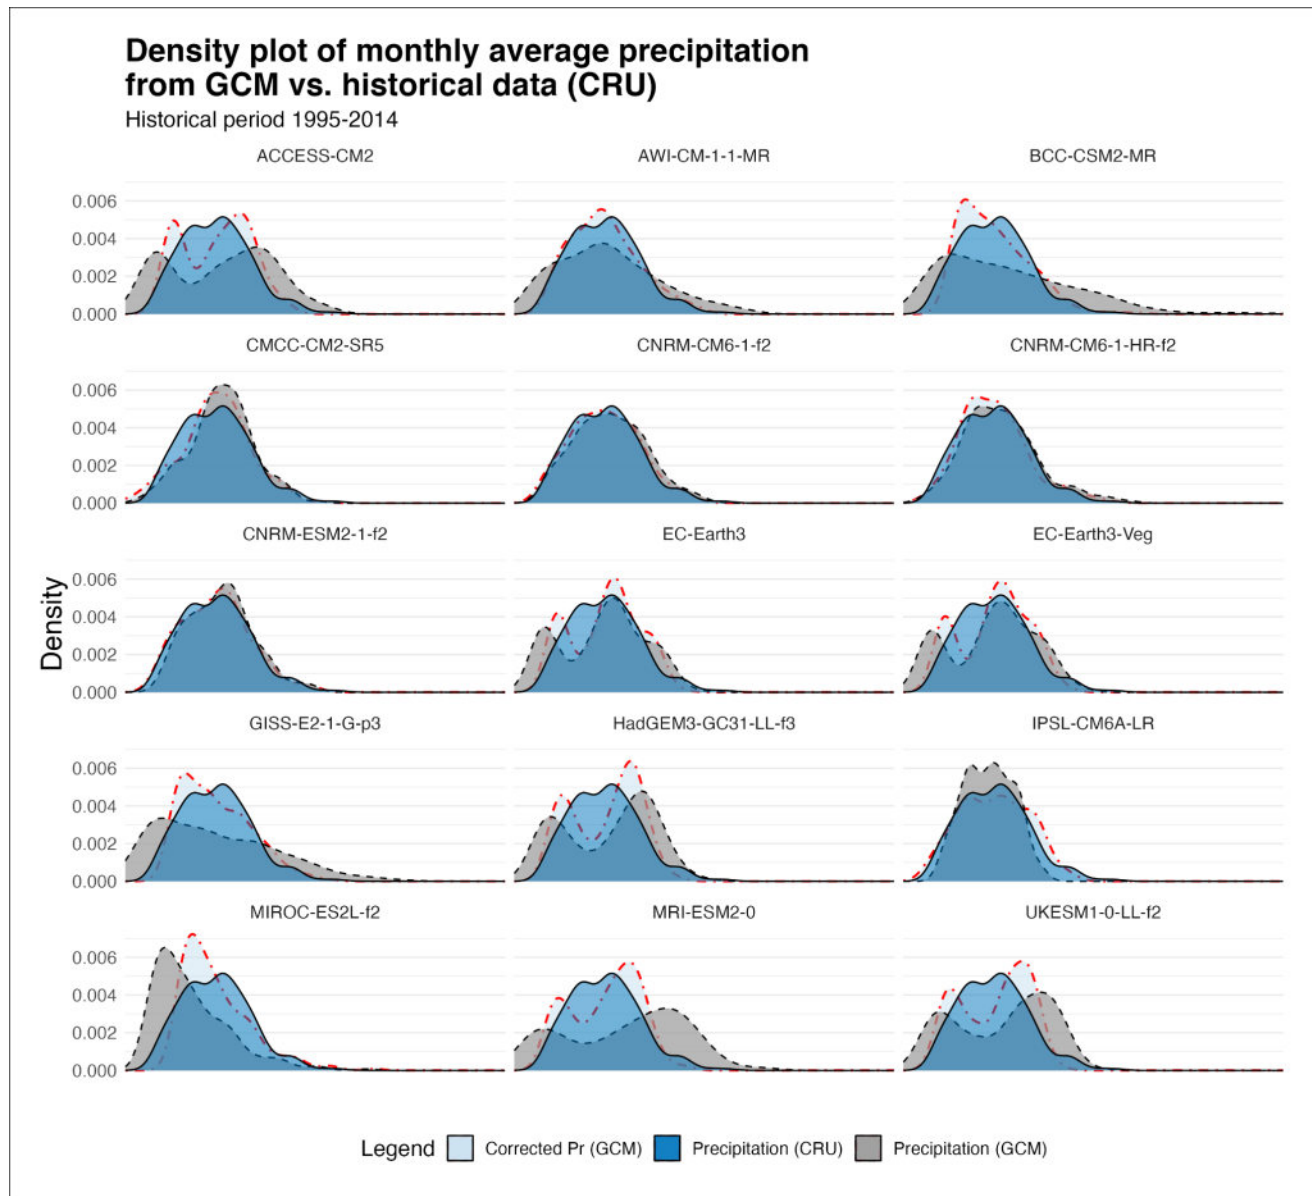 Density plot of monthly average precipitation
from GCM vs. historical data (CRU)
Historical period 1995-2014
ACCESS-CM2 AWI-CM-1-1-MR BCC-CSM2-MR
0.006
0.004
0.002
0.000
CMCC-CM2-SR5 CNRM-CM6-1-f2 CNRM-CM6-1-HR-f2
0.006
0.004
0.002
0.000
CNRM-ESM2-1-f2 EC-Earth3 EC-Earth3-Veg
0.006
0.004
0.002
0.000
Density
GISS-E2-1-G-p3 HadGEM3-GC31-LL-f3 IPSL-CM6A-LR
0.006
0.004
0.002
0.000
MIROC-ES2L-f2 MRI-ESM2-0 UKESM1-0-LL-f2
0.006
0.004
0.002
0.000
Legend Corrected Pr (GCM) Precipitation (CRU) Precipitation (GCM)